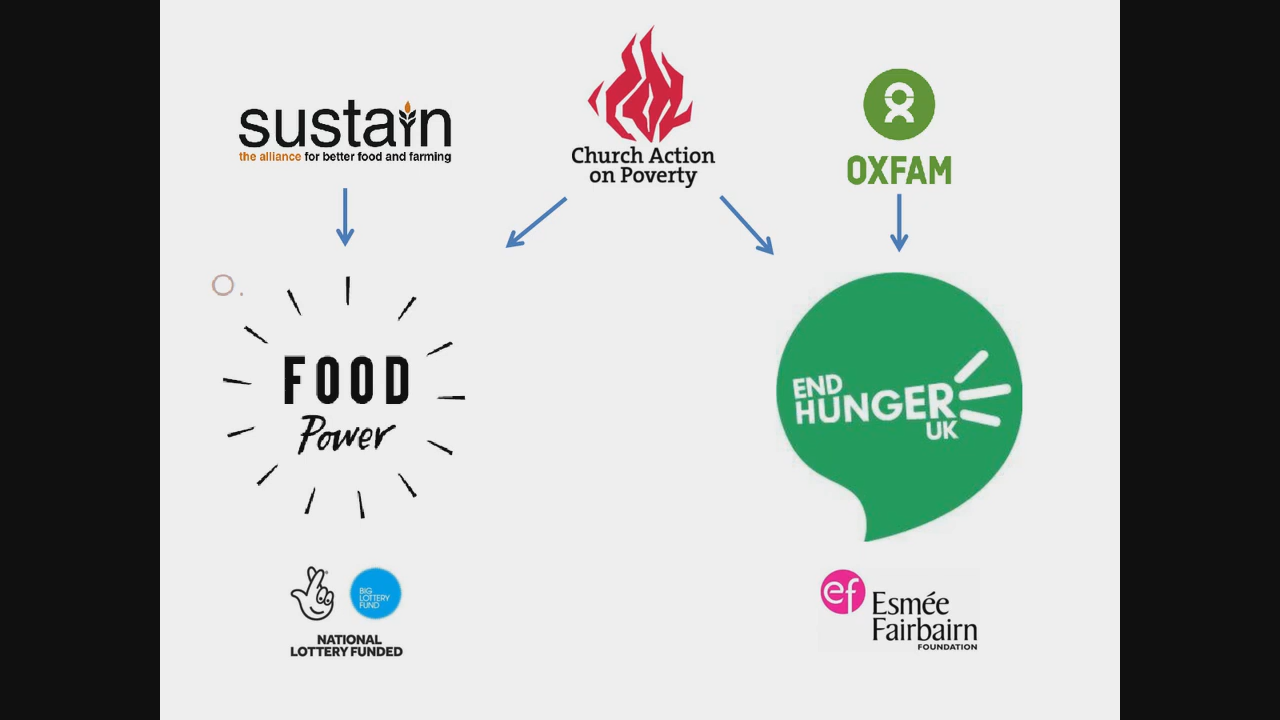 sustain
the alliance for better food and farming
Church Action
on Poverty
OXFAM
FOOD
Power
END
HUNGER
UK
BIG
LOTTERY
FUND
NATIONAL
LOTTERY FUNDED
ef
Esmée
Fairbairn
FOUNDATION